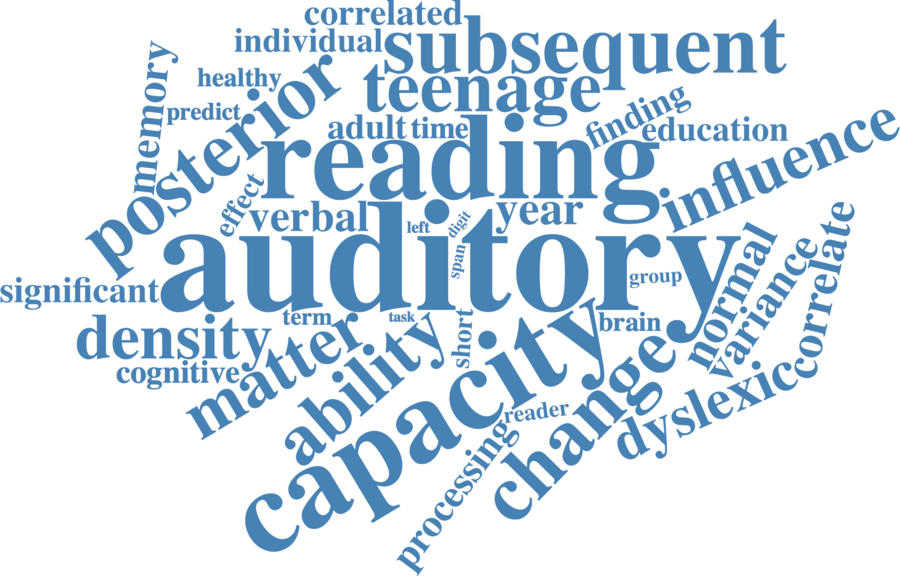 correlated
individual
subsequent
healthy
teenage
memory
predict
posterior
finding
adult
time
education
reading
influence
effect
verbal
year
left
digit
auditory
span
group
normal
variance
correlate
significant
density
term
task
short
brain
matter
ability
cognitive
capacity
change
dyslexic
reader
processing